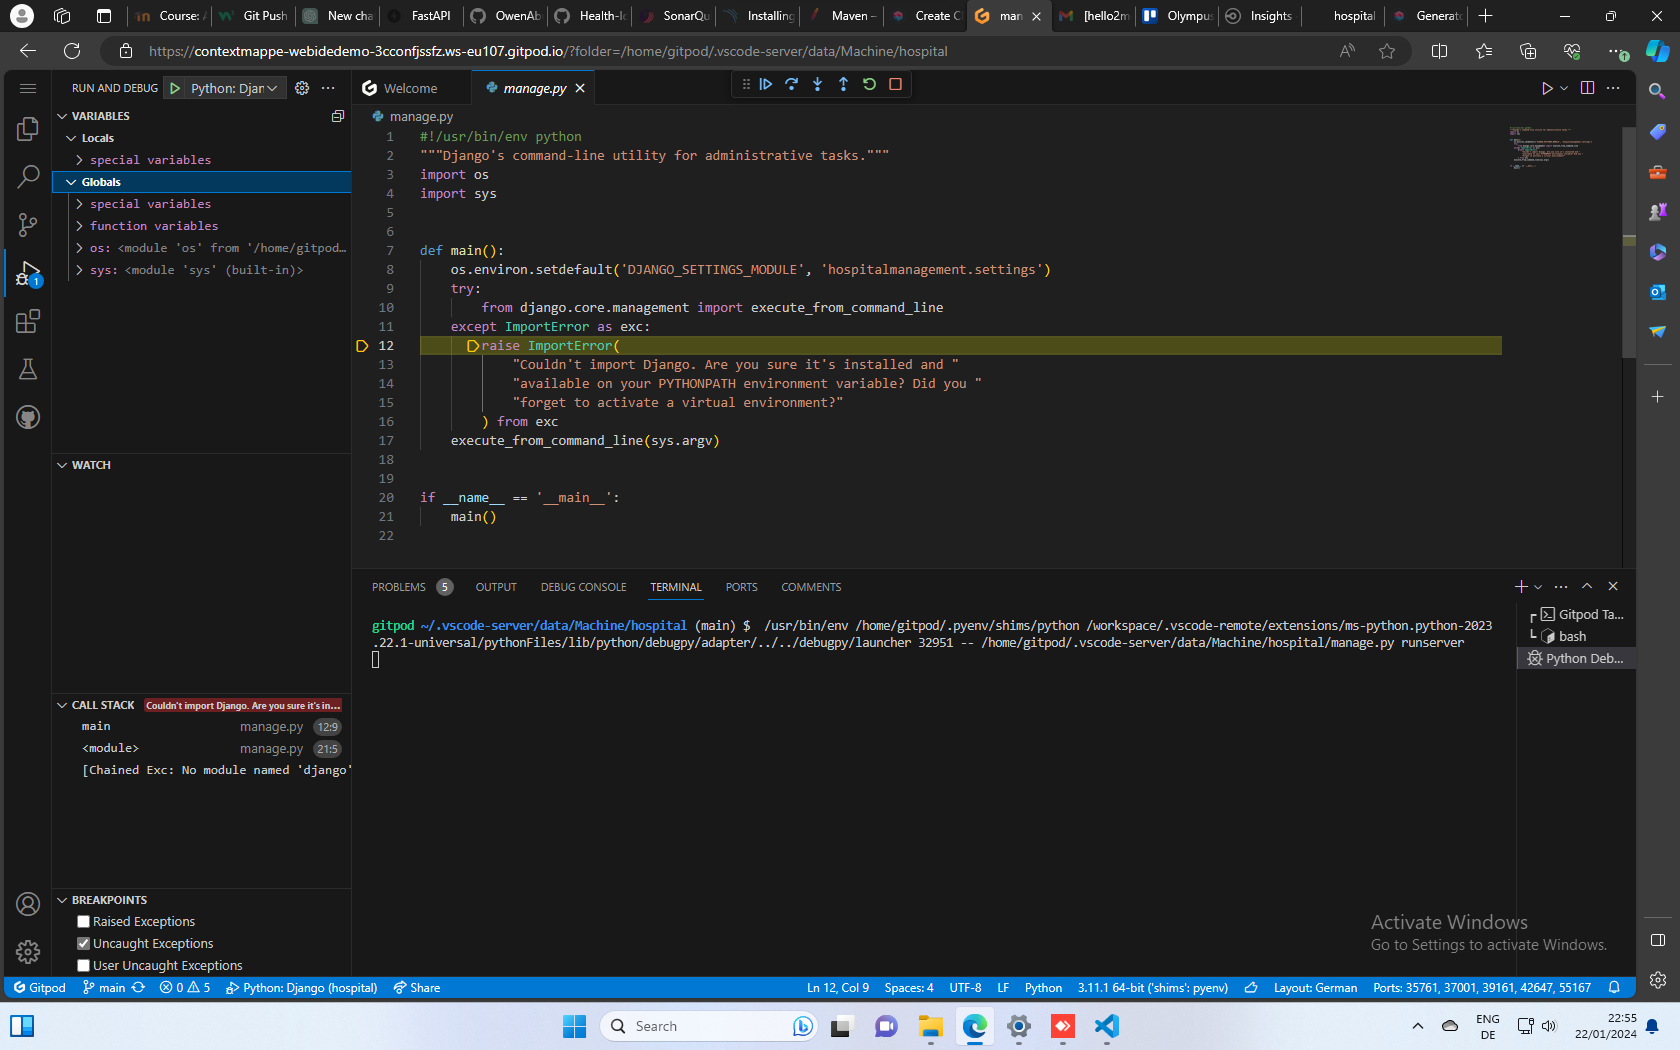 Course: A
Git Push
New cha
FastAPI
OwenAb
Health-Ic
SonarQu
Installing
Maven –
Create C
man
[hello2m
Olympus
Insights
hospital
Generate
https://contextmappe-webidedemo-3cconfjssfz.ws-eu107.gitpod.io/?folder=/home/gitpod/.vscode-server/data/Machine/hospital
RUN AND DEBUG
Python: Djan
VARIABLES
Locals
special variables
Globals
special variables
function variables
os: <module 'os' from '/home/gitpod…
sys: <module 'sys' (built-in)>
WATCH
CALL STACK Couldn't import Django. Are you sure it's in…
main manage.py 12:9
<module> manage.py 21:5
[Chained Exc: No module named 'django'
BREAKPOINTS
Raised Exceptions
Uncaught Exceptions
User Uncaught Exceptions
Welcome
manage.py
manage.py
1 #!/usr/bin/env python
2 """Django's command-line utility for administrative tasks."""
3 import os
4 import sys
5
6
7 def main():
8 os.environ.setdefault('DJANGO_SETTINGS_MODULE', 'hospitalmanagement.settings')
9 try:
10 from django.core.management import execute_from_command_line
11 except ImportError as exc:
12 raise ImportError(
13 "Couldn't import Django. Are you sure it's installed and "
14 "available on your PYTHONPATH environment variable? Did you "
15 "forget to activate a virtual environment?"
16 ) from exc
17 execute_from_command_line(sys.argv)
18
19
20 if __name__ == '__main__':
21 main()
22
PROBLEMS 5 OUTPUT DEBUG CONSOLE TERMINAL PORTS COMMENTS
gitpod ~/.vscode-server/data/Machine/hospital (main) $ /usr/bin/env /home/gitpod/.pyenv/shims/python /workspace/.vscode-remote/extensions/ms-python.python-2023
.22.1-universal/pythonFiles/lib/python/debugpy/adapter/../../debugpy/launcher 32951 -- /home/gitpod/.vscode-server/data/Machine/hospital/manage.py runserver
Gitpod Ta…
bash
Python Deb…
Activate Windows
Go to Settings to activate Windows.
Gitpod main 0 5 Python: Django (hospital) Share
Ln 12, Col 9 Spaces: 4 UTF-8 LF Python 3.11.1 64-bit ('shims': pyenv) Layout: German Ports: 35761, 37001, 39161, 42647, 55167
Search
ENG
DE
22:55
22/01/2024
1